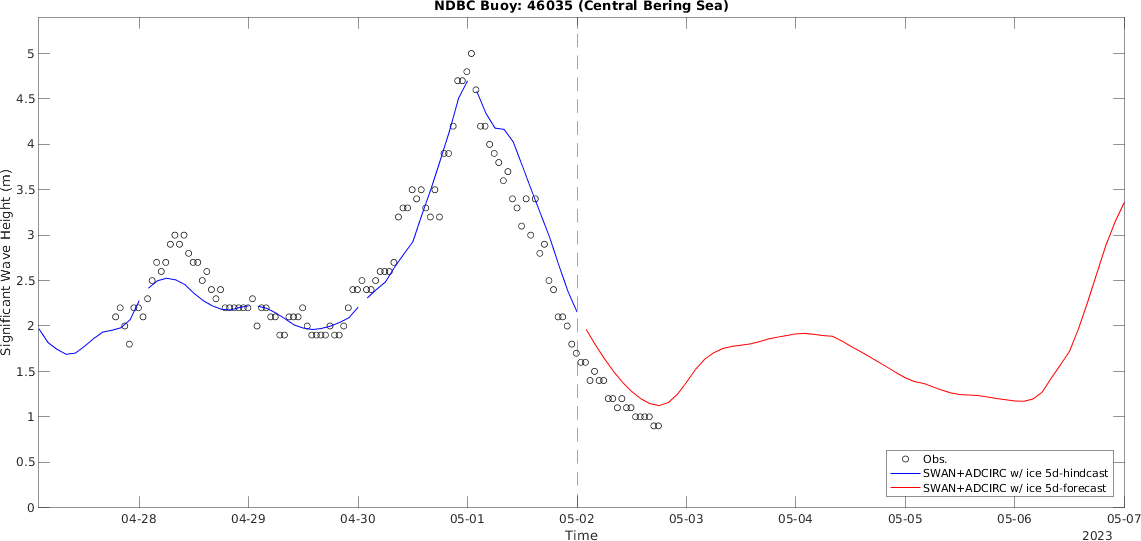 NDBC Buoy: 46035 (Central Bering Sea)
Significant Wave Height (m)
5
4.5
4
3.5
3
2.5
2
1.5
1
0.5
0
Obs.
SWAN+ADCIRC w/ ice 5d-hindcast
SWAN+ADCIRC w/ ice 5d-forecast
04-28 04-29 04-30 05-01 05-02 05-03 05-04 05-05 05-06 05-07
Time
2023